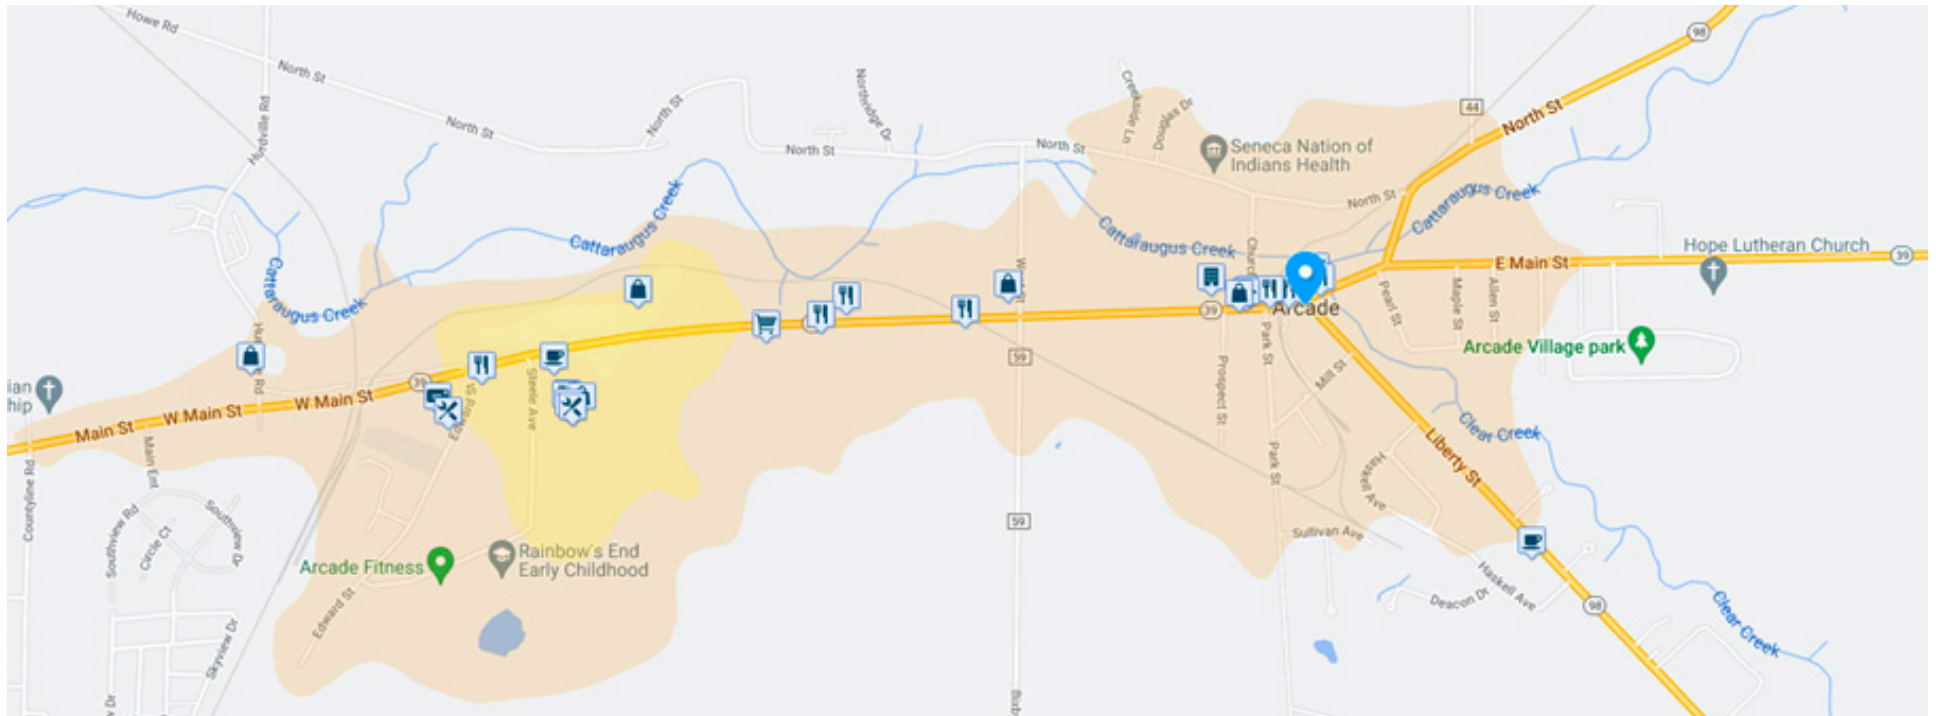 Howe Rd
North St
Hurdville Rd
North St
North St
Northridge Dr
North St
North St
Creekside Ln
Douglas Dr
44
98
North St
Seneca Nation of
Indians Health
North St
Cattaraugus Creek
Cattaraugus Creek
Cattaraugus Creek
Cattaraugus Creek
E Main St
Hope Lutheran Church
39
39
Arcade
Pearl St
Maple St
Allen St
Arcade Village park
59
39
Park St
Prospect St
Mill St
Steele Ave
W Main St
W Main St
Main St
Main Ent
Countyline Rd
Clear Creek
Liberty St
Haskell Ave
Park St
Southview Rd
Circle Ct
Southview Dr
59
Sullivan Ave
Rainbow's End
Early Childhood
Arcade Fitness
Edward St
Haskell Ave
Deacon Dr
98
Clear Creek
Skyview Dr